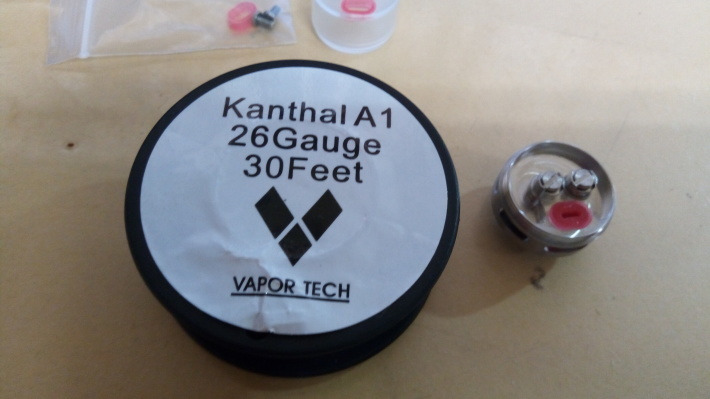 Kanthal A1
26Gauge
30Feet
VAPOR TECH